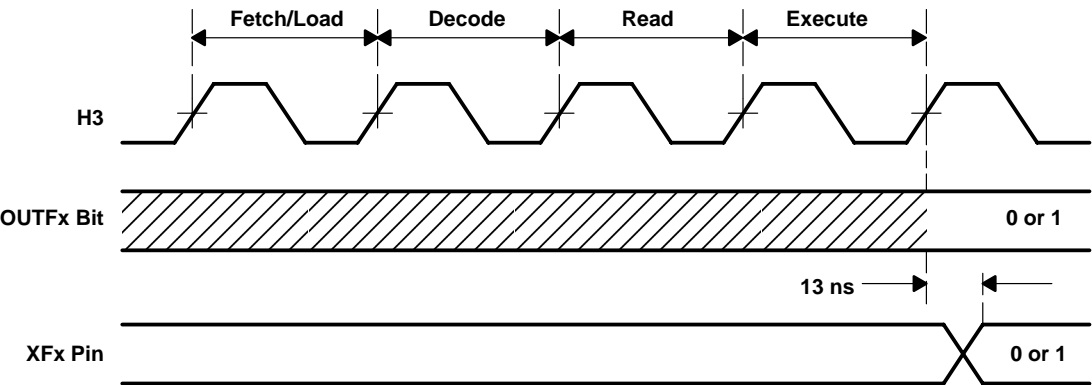 Fetch/Load Decode Read Execute
H3
OUTFx Bit 0 or 1
13 ns
XFx Pin 0 or 1